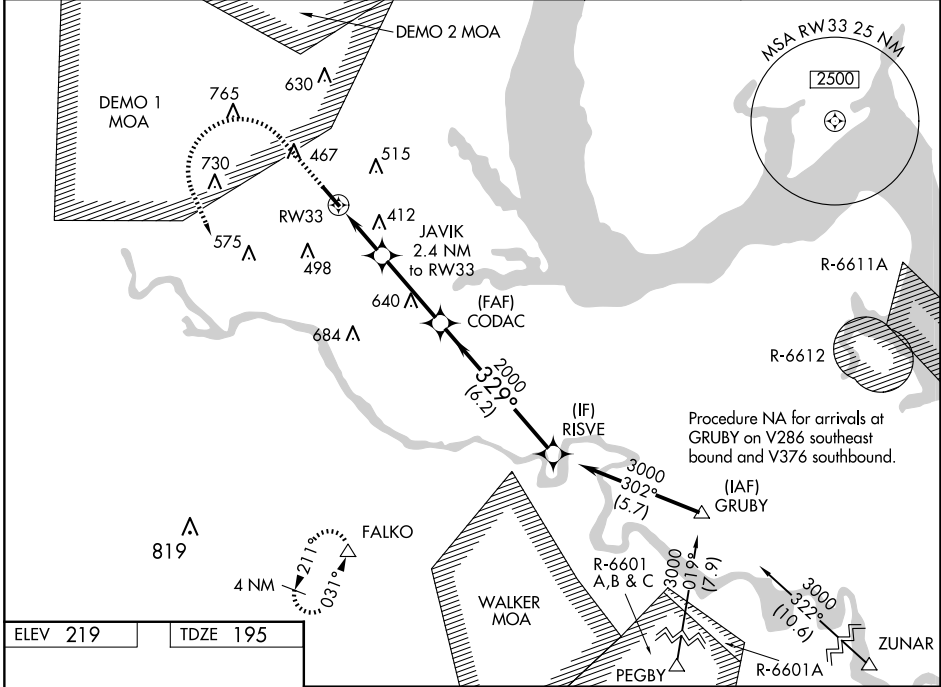 DEMO 2 MOA
MSA RW33 25 NM
2500
630
DEMO 1
MOA
765
467
515
730
RW33
412
JAVIK
2.4 NM
to RW33
575
498
640
(FAF)
CODAC
684
R-6611A
R-6612
2000
329°
(6.2)
(IF)
RISVE
Procedure NA for arrivals at
GRUBY on V286 southeast
bound and V376 southbound.
3000
302°
(5.7)
(IAF)
GRUBY
819
FALKO
211°
031°
4 NM
R-6601
A,B & C
3000
019°
(7.9)
WALKER
MOA
3000
322°
(10.6)
ZUNAR
PEGBY
R-6601A
ELEV 219
TDZE 195